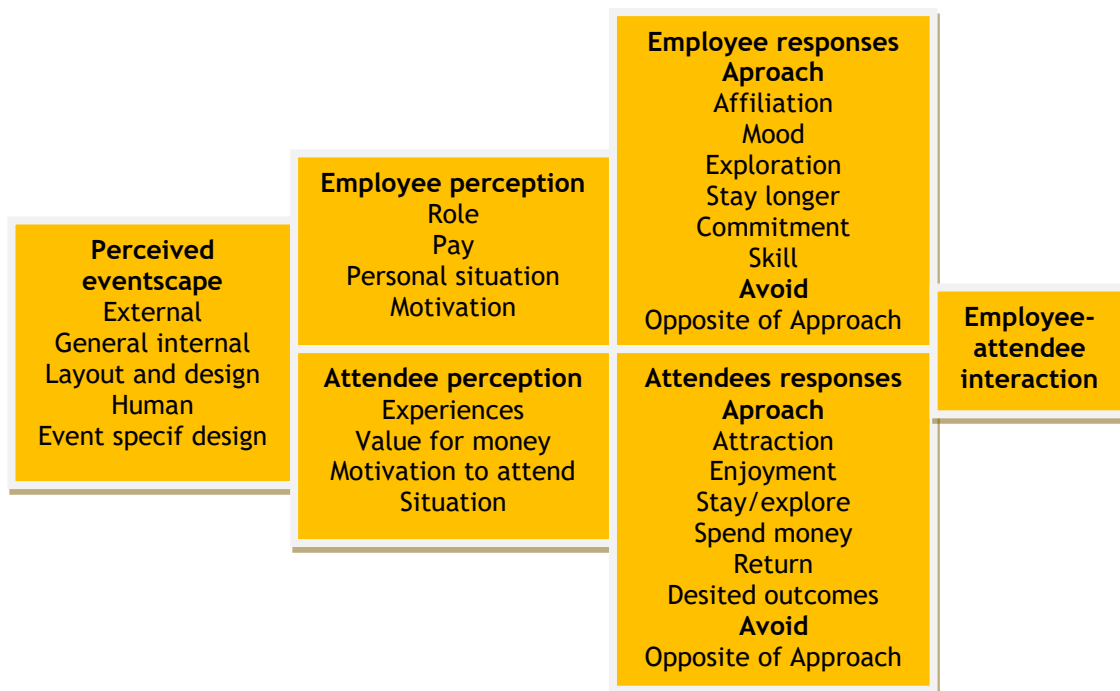 Perceived
eventscape
External
General internal
Layout and design
Human
Event specif design
Employee perception
Role
Pay
Personal situation
Motivation
Attendee perception
Experiences
Value for money
Motivation to attend
Situation
Employee responses
Aproach
Affiliation
Mood
Exploration
Stay longer
Commitment
Skill
Avoid
Opposite of Approach
Attendees responses
Aproach
Attraction
Enjoyment
Stay/explore
Spend money
Return
Desited outcomes
Avoid
Opposite of Approach
Employee-
attendee
interaction